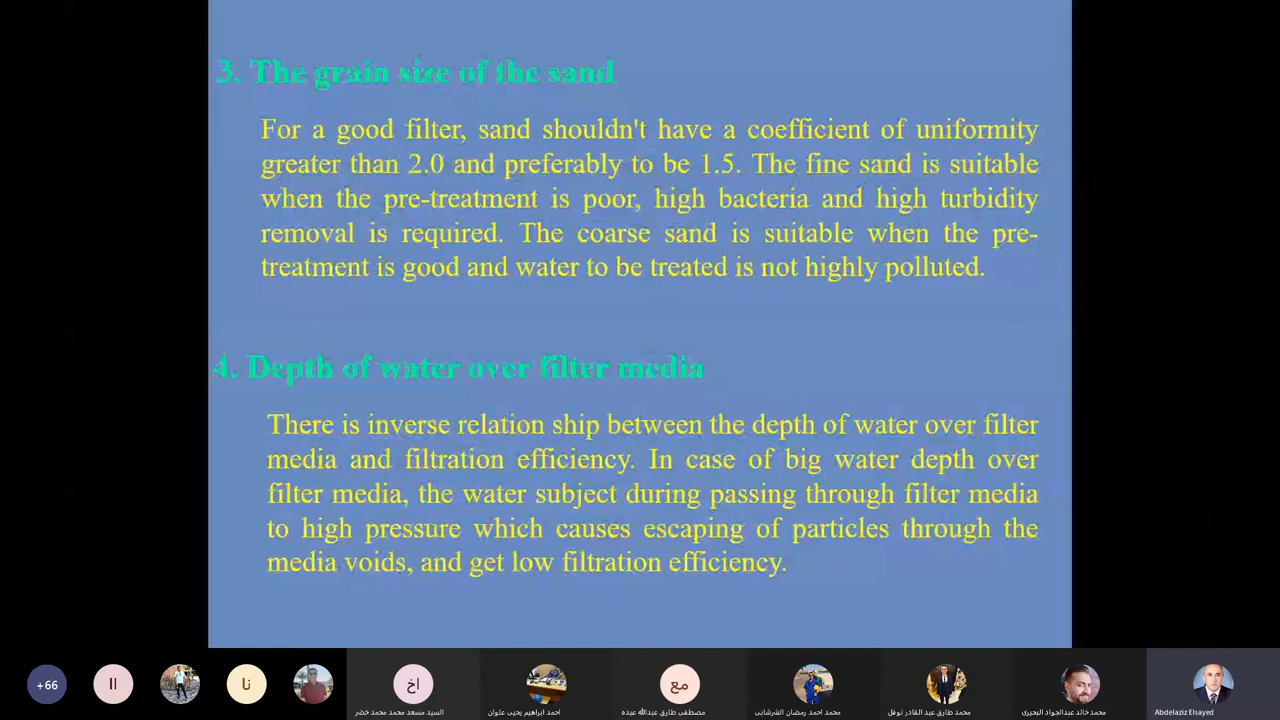 3. The grain size of the sand
For a good filter, sand shouldn't have a coefficient of uniformity
greater than 2.0 and preferably to be 1.5. The fine sand is suitable
when the pre-treatment is poor, high bacteria and high turbidity
removal is required. The coarse sand is suitable when the pre-
treatment is good and water to be treated is not highly polluted.
4. Depth of water over filter media
There is inverse relation ship between the depth of water over filter
media and filtration efficiency. In case of big water depth over
filter media, the water subject during passing through filter media
to high pressure which causes escaping of particles through the
media voids, and get low filtration efficiency.
+66
اا
نا
اخ
مع
السيد مسعد محمد محمد خضر
احمد ابراهيم يحيى علوان
مصطفى طارق عبدالله عبده
محمد احمد رمضان الشرشابى
محمد طارق عبد القادر نوفل
محمد خالد عبدالجواد البحيرى
Abdelaziz Elsayed